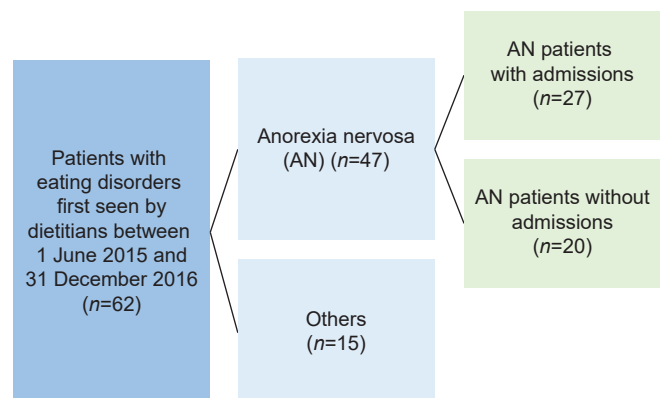 Patients with
eating disorders
first seen by
dietitians between
1 June 2015 and
31 December 2016
(n=62)
Anorexia nervosa
(AN) (n=47)
Others
(n=15)
AN patients
with admissions
(n=27)
AN patients without
admissions
(n=20)